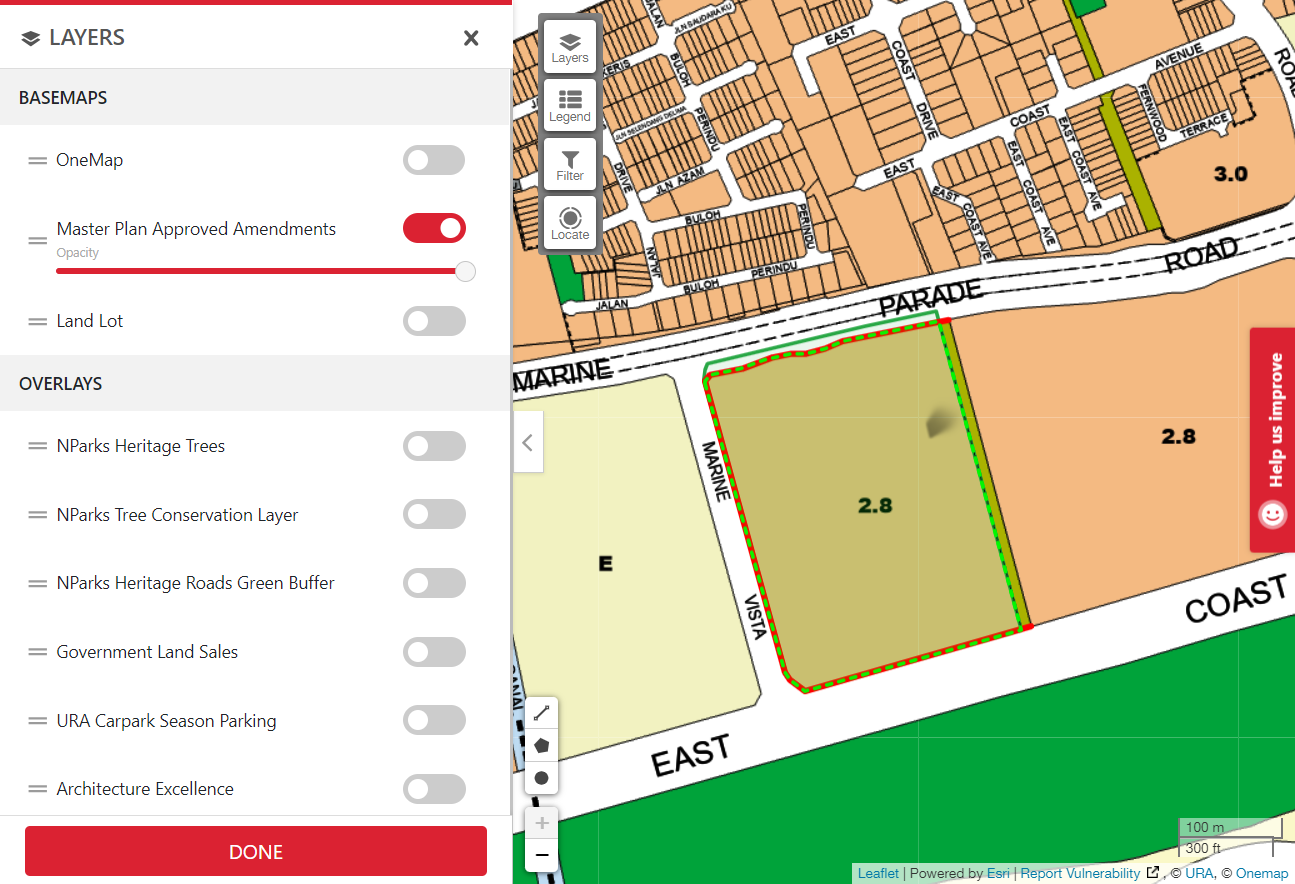 LAYERS
BASEMAPS
OneMap
Master Plan Approved Amendments
Opacity
Land Lot
OVERLAYS
NParks Heritage Trees
NParks Tree Conservation Layer
NParks Heritage Roads Green Buffer
Government Land Sales
URA Carpark Season Parking
Architecture Excellence
DONE
Layers
Legend
Filter
Locate
JALAN
JLN SAUDARA KU
KERIS
BULOH
PERINDU
JLN SELENDANG DELIMA
DRIVE
JLN AZAM
BULOH
PERINDU
JALAN
BULOH
PERINDU
JALAN
EAST
COAST
DRIVE
EAST
COAST
AVENUE
EAST COAST AVE
EAST COAST AVE
EAST COAST AVE
FERNWOOD
TERRACE
ROAD
3.0
MARINE
PARADE
ROAD
MARINE
VISTA
2.8
2.8
E
CANAL
EAST
COAST
Help us improve
+
−
100 m
300 ft
Leaflet | Powered by Esri | Report Vulnerability , © URA, © Onemap